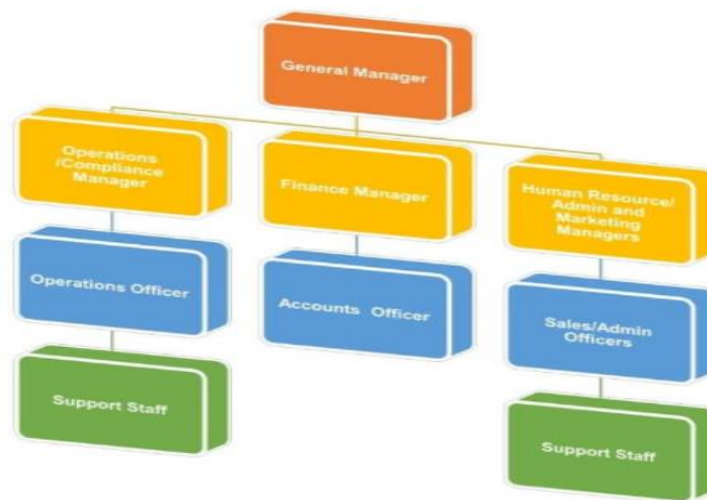 General Manager
Operations
/Compliance
Manager
Finance Manager
Human Resource/
Admin and
Marketing
Managers
Operations Officer
Accounts  Officer
Sales/Admin
Officers
Support Staff
Support Staff